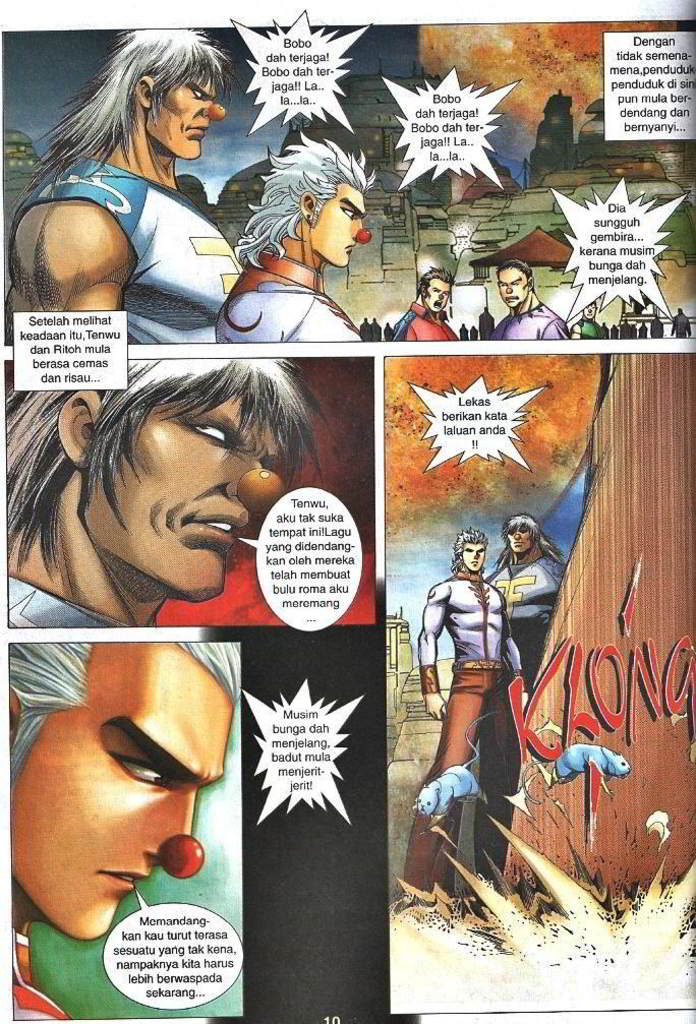 Bobo
dah terjaga!
Bobo dah ter-
jaga!! La..
la...la..
Bobo
dah terjaga!
Bobo dah ter-
jaga!! La..
la...la..
Dengan
tidak semena-
mena,penduduk
penduduk di sini
pun mula ber-
dendang dan
bernyanyi...
Dia
sungguh
gembira...
kerana musim
bunga dah
menjelang.
Setelah melihat
keadaan itu,Tenwu
dan Ritoh mula
berasa cemas
dan risau...
Tenwu,
aku tak suka
tempat ini!Lagu
yang didendang-
kan oleh mereka
telah membuat
bulu roma aku
meremang
...
Lekas
berikan kata
laluan anda
!!
KLONG
Musim
bunga dah
menjelang,
badut mula
menjerit-
jerit!
Memandang-
kan kau turut terasa
sesuatu yang tak kena,
nampaknya kita harus
lebih berwaspada
sekarang...
10